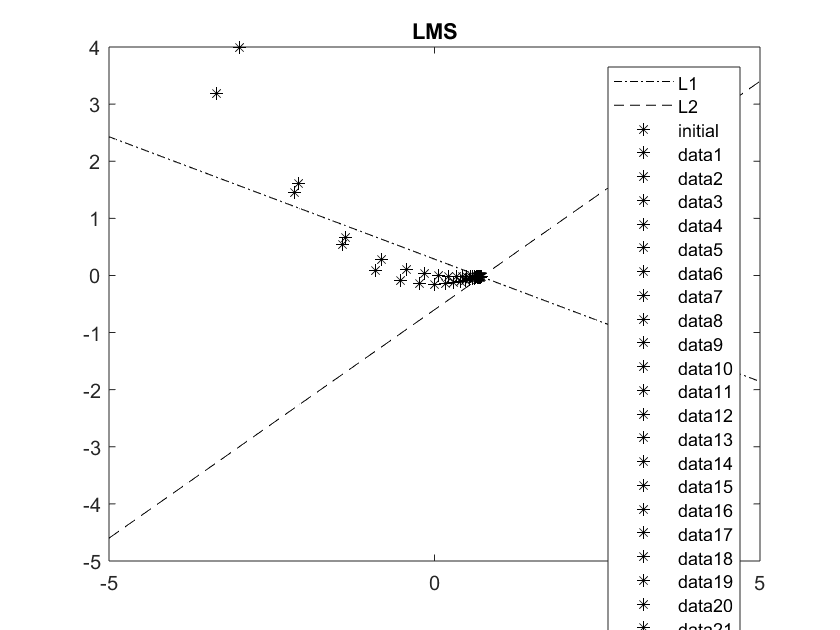 LMS
4
3
2
1
0
-1
-2
-3
-4
-5
-5
0
5
L1
L2
initial
data1
data2
data3
data4
data5
data6
data7
data8
data9
data10
data11
data12
data13
data14
data15
data16
data17
data18
data19
data20
data21